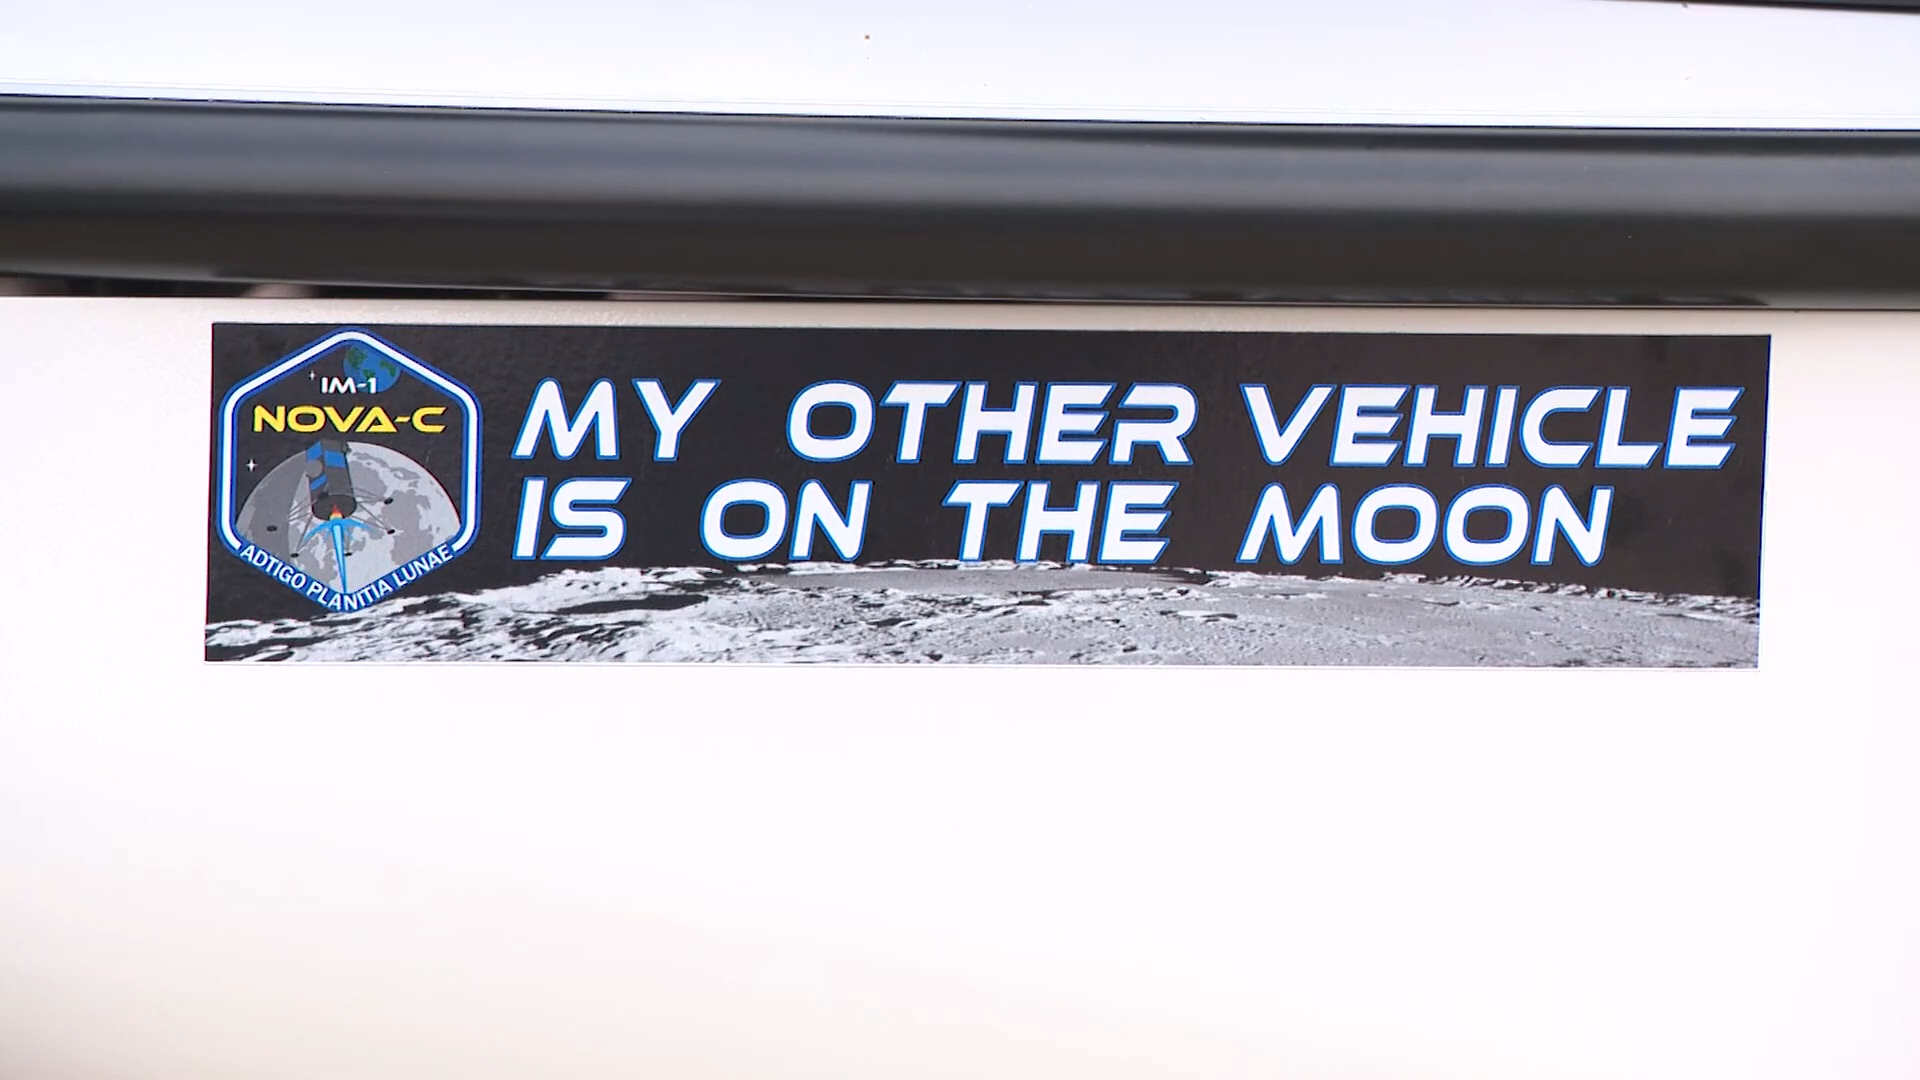 IM-1
NOVA-C
ADTIGO PLANITIA LUNAE
MY OTHER VEHICLE
IS ON THE MOON